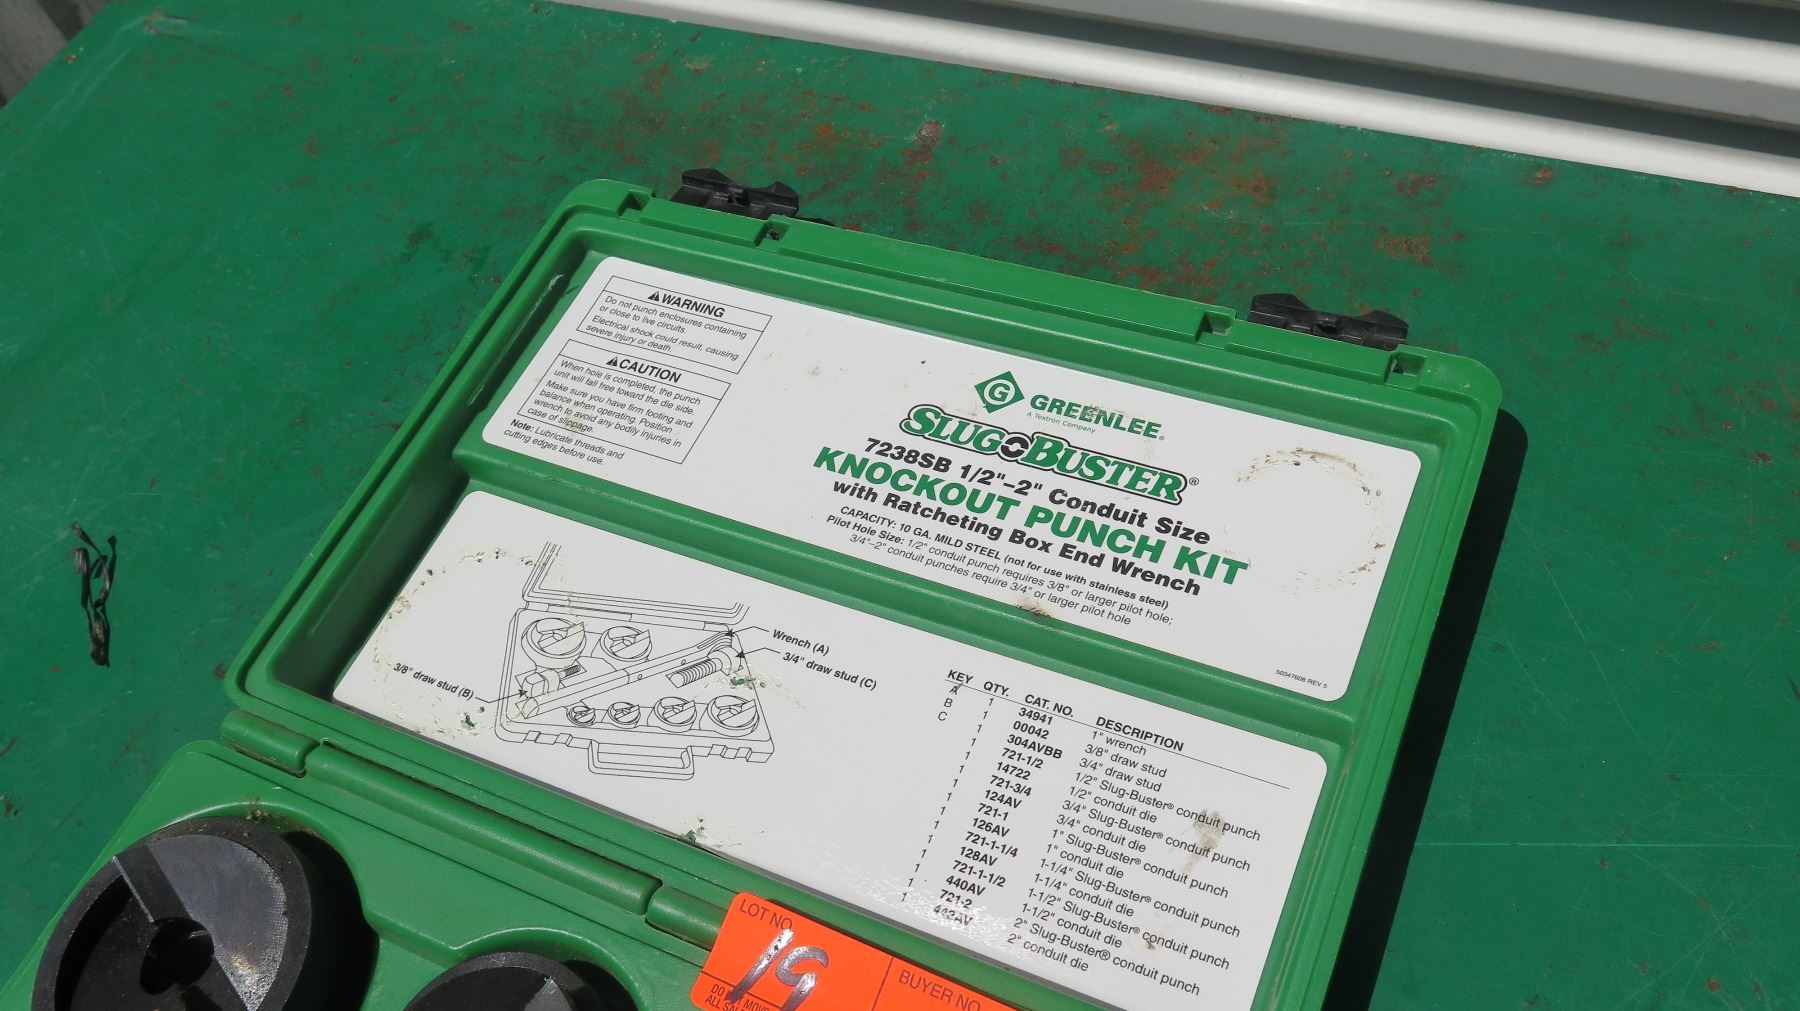 WARNING
Do not punch enclosures containing
or close to live circuits.
Electrical shock could result, causing
severe injury or death.
CAUTION
When hole is completed, the punch
unit will fall free toward the die side.
Make sure you have firm footing and
balance when operating. Position
wrench to avoid any bodily injuries in
case of slippage.
Note: Lubricate threads and
cutting edges before use.
G GREENLEE®
A Textron Company
SLUG BUSTER®
7238SB 1/2"–2" Conduit Size
KNOCKOUT PUNCH KIT
with Ratcheting Box End Wrench
CAPACITY: 10 GA. MILD STEEL (not for use with stainless steel)
Pilot Hole Size: 1/2" conduit punch requires 3/8" or larger pilot hole;
3/4"–2" conduit punches require 3/4" or larger pilot hole
50347608 REV 5
Wrench (A)
3/4" draw stud (C)
3/8" draw stud (B)
KEY QTY. CAT. NO. DESCRIPTION
A 1 34941 1" wrench
B 1 00042 3/8" draw stud
C 1 304AVBB 3/4" draw stud
1 721-1/2 1/2" Slug-Buster® conduit punch
1 14722 1/2" conduit die
1 721-3/4 3/4" Slug-Buster® conduit punch
1 124AV 3/4" conduit die
1 721-1 1" Slug-Buster® conduit punch
1 126AV 1" conduit die
1 721-1-1/4 1-1/4" Slug-Buster® conduit punch
1 128AV 1-1/4" conduit die
1 721-1-1/2 1-1/2" Slug-Buster® conduit punch
1 440AV 1-1/2" conduit die
1 721-2 2" Slug-Buster® conduit punch
1 442AV 2" conduit die
LOT NO.
19
BUYER NO.
DO NOT MOVE
ALL